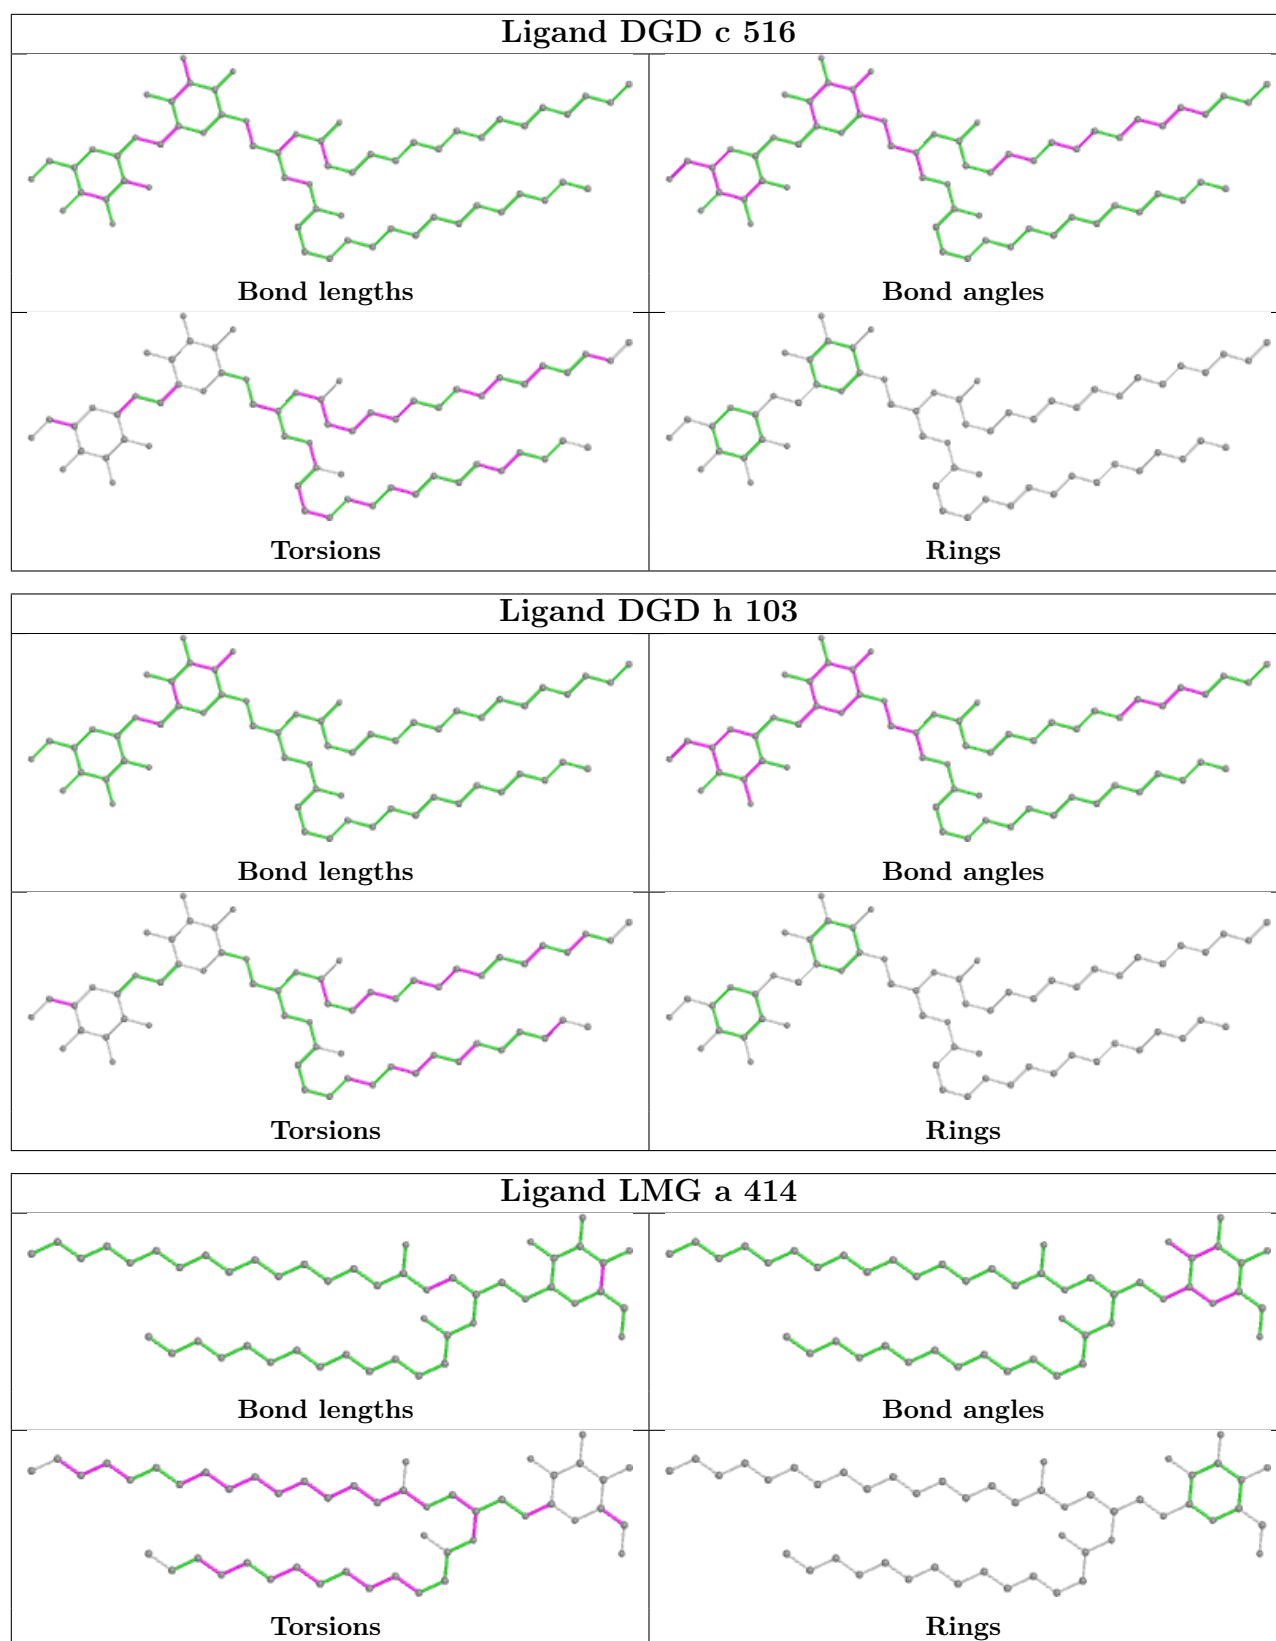 Ligand DGD c 516
Bond lengths
Bond angles
Torsions
Rings
Ligand DGD h 103
Bond lengths
Bond angles
Torsions
Rings
Ligand LMG a 414
Bond lengths
Bond angles
Torsions
Rings